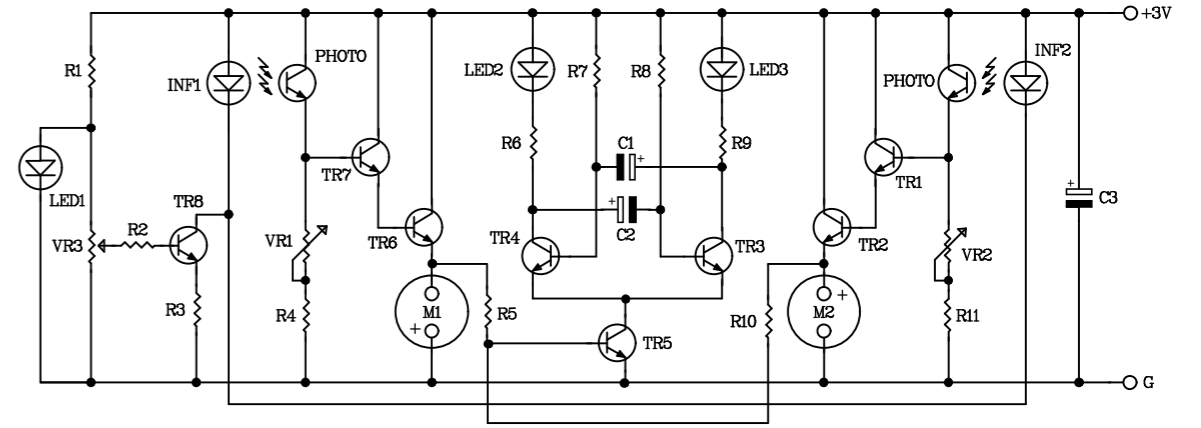 +3V
INF2
PHOTO
PHOTO
R1
LED2
R7
R8
LED3
INF1
C1
R6
R9
+
TR7
TR1
LED1
TR8
+
+
C3
R2
C2
VR3
VR1
TR6
TR4
TR3
TR2
VR2
R3
R4
M1
+
R5
R10
M2
+
R11
TR5
G